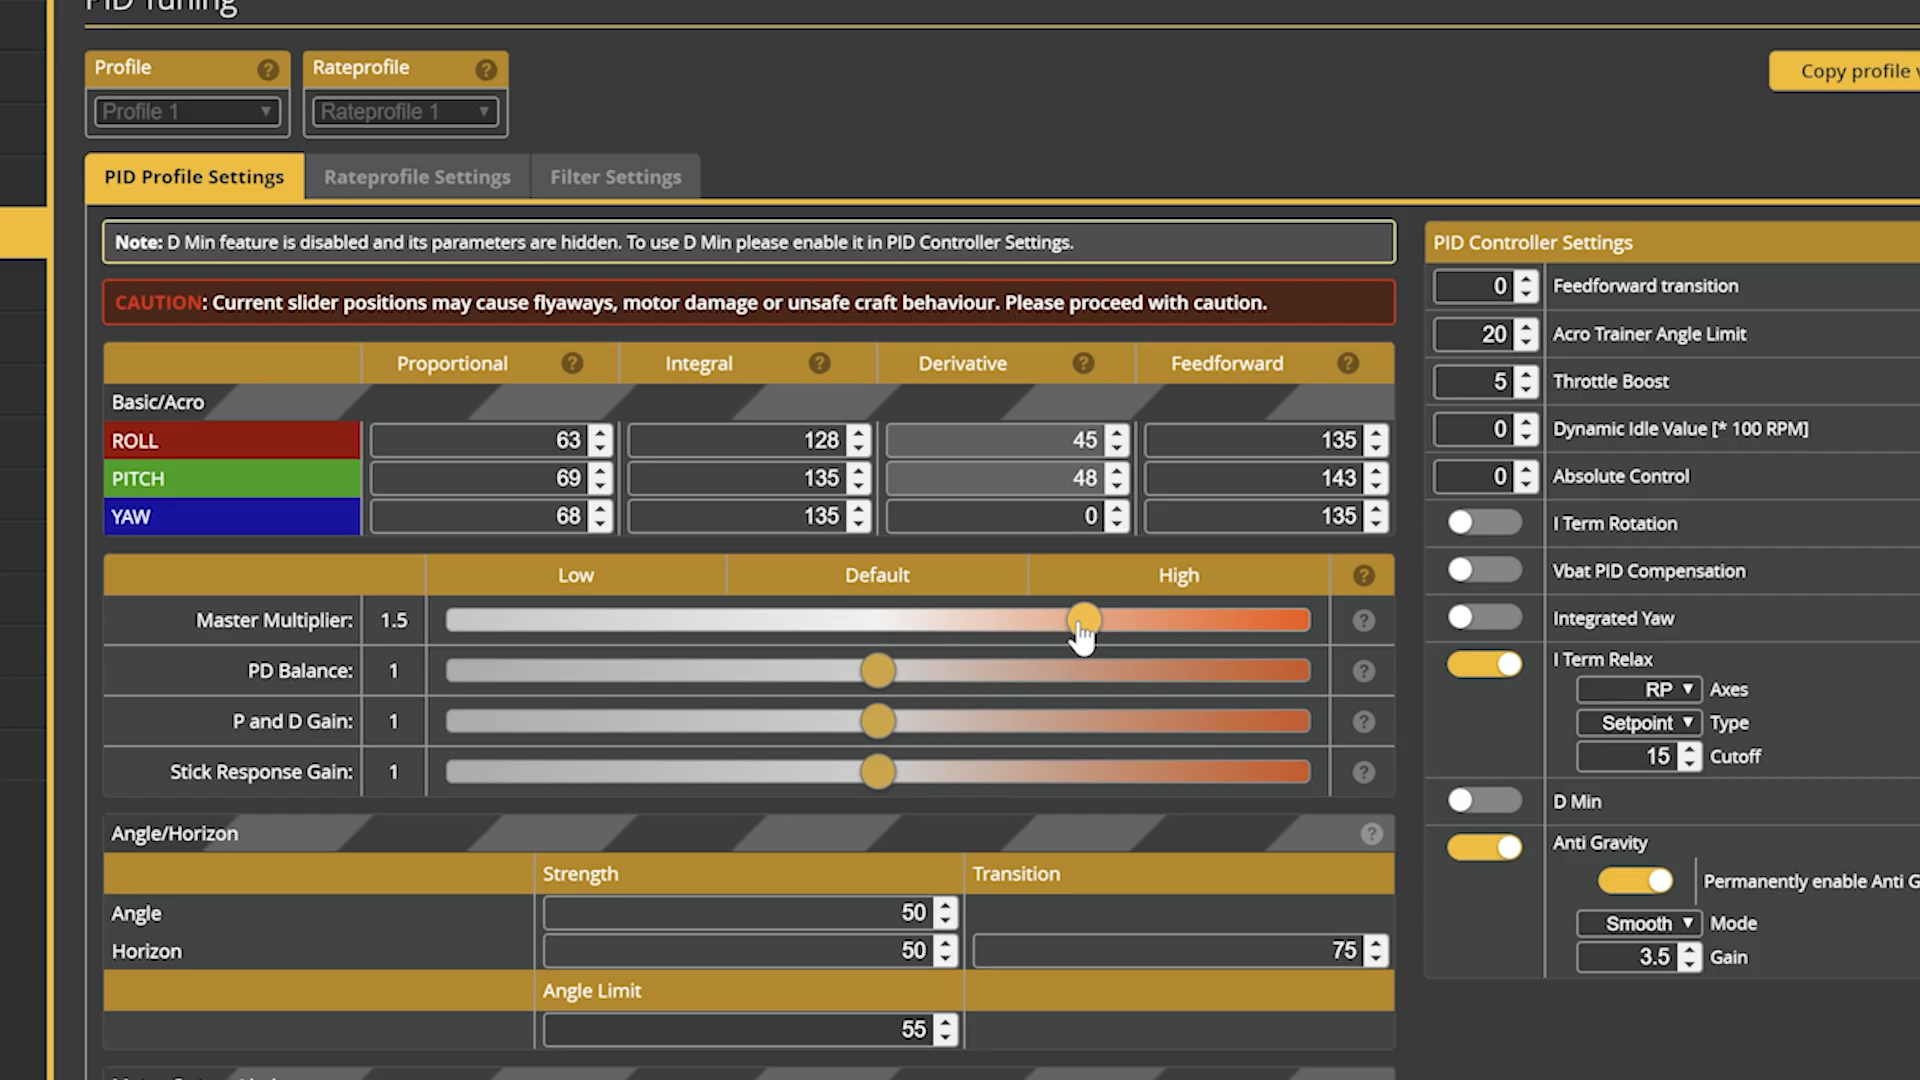 PID Tuning
Profile
Rateprofile
Copy profile
Profile 1
Rateprofile 1
PID Profile Settings
Rateprofile Settings
Filter Settings
Note: D Min feature is disabled and its parameters are hidden. To use D Min please enable it in PID Controller Settings.
CAUTION: Current slider positions may cause flyaways, motor damage or unsafe craft behaviour. Please proceed with caution.
Proportional Integral Derivative Feedforward
Basic/Acro
ROLL 63 128 45 135
PITCH 69 135 48 143
YAW 68 135 0 135
Low Default High
Master Multiplier: 1.5
PD Balance: 1
P and D Gain: 1
Stick Response Gain: 1
Angle/Horizon
Strength Transition
Angle 50
Horizon 50 75
Angle Limit
55
PID Controller Settings
0 Feedforward transition
20 Acro Trainer Angle Limit
5 Throttle Boost
0 Dynamic Idle Value [* 100 RPM]
0 Absolute Control
I Term Rotation
Vbat PID Compensation
Integrated Yaw
I Term Relax
RP Axes
Setpoint Type
15 Cutoff
D Min
Anti Gravity
Permanently enable Anti G
Smooth Mode
3.5 Gain